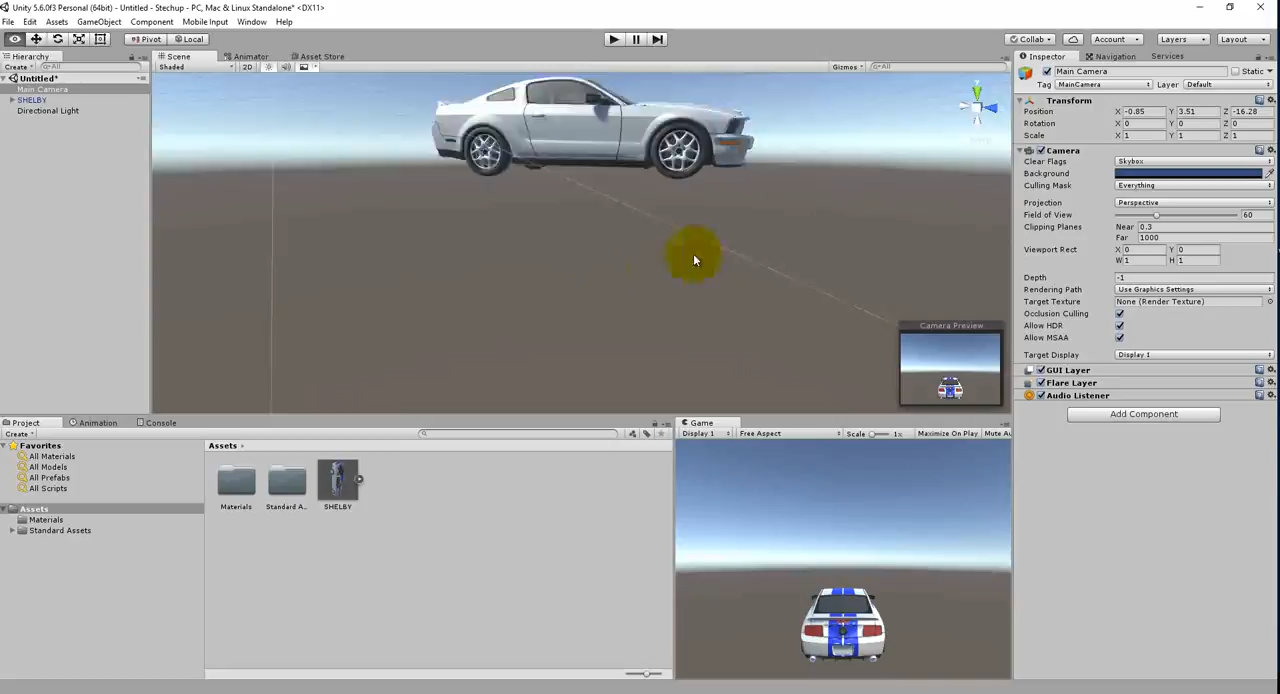 Unity 5.6.0f3 Personal (64bit) - Untitled - Stechup - PC, Mac & Linux Standalone* <DX11>
File Edit Assets GameObject Component Mobile Input Window Help
Pivot Local Collab Account Layers Layout
Hierarchy Scene Animator Asset Store Inspector Navigation Services
Create All Shaded 2D Gizmos All
Untitled*
Main Camera
SHELBY
Directional Light
Main Camera Static
Tag MainCamera Layer Default
Transform
Position X -0.85 Y 3.51 Z -16.28
Rotation X 0 Y 0 Z 0
Scale X 1 Y 1 Z 1
Camera
Clear Flags Skybox
Background
Culling Mask Everything
Projection Perspective
Field of View 60
Clipping Planes Near 0.3
Far 1000
Viewport Rect X 0 Y 0
W 1 H 1
Depth -1
Rendering Path Use Graphics Settings
Target Texture None (Render Texture)
Occlusion Culling
Allow HDR
Allow MSAA
Target Display Display 1
GUI Layer
Flare Layer
Audio Listener
Add Component
Camera Preview
Project Animation Console
Create
Favorites
All Materials
All Models
All Prefabs
All Scripts
Assets
Materials
Standard Assets
Assets
Materials Standard A... SHELBY
Game
Display 1 Free Aspect Scale 1x Maximize On Play Mute Au